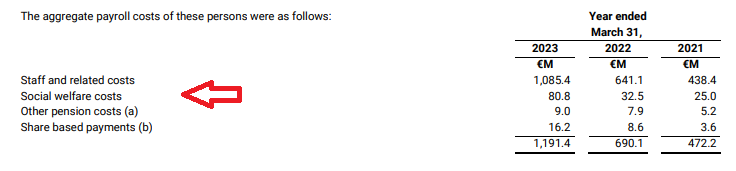 The aggregate payroll costs of these persons were as follows: Year ended
March 31,
2023 2022 2021
€M €M €M
Staff and related costs 1,085.4 641.1 438.4
Social welfare costs 80.8 32.5 25.0
Other pension costs (a) 9.0 7.9 5.2
Share based payments (b) 16.2 8.6 3.6
1,191.4 690.1 472.2